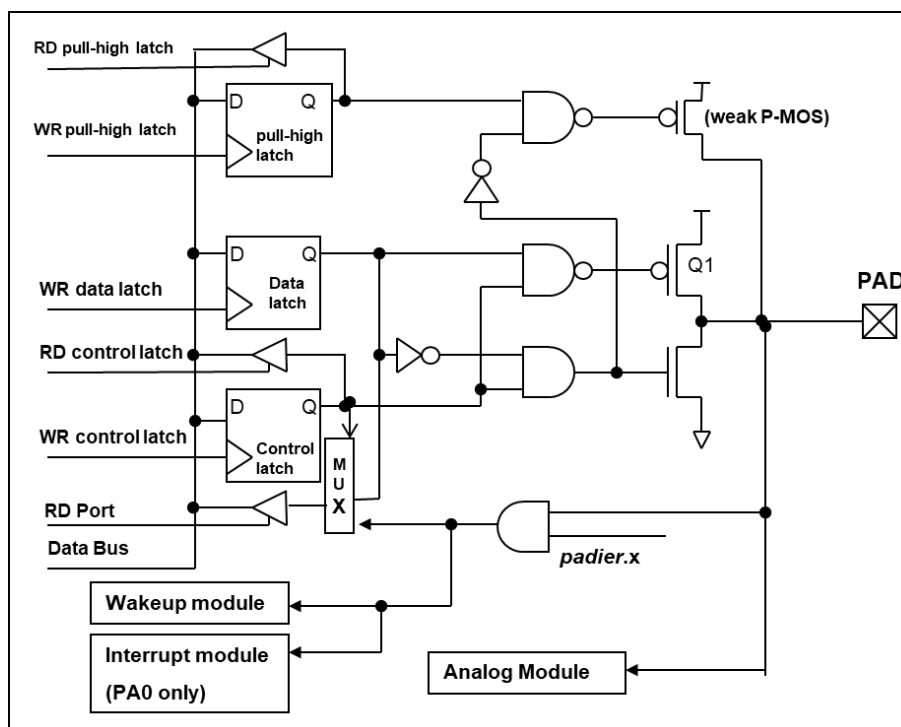 RD pull-high latch
WR pull-high latch
D Q
pull-high
latch
(weak P-MOS)
WR data latch
D Q
Data
latch
Q1
PAD
RD control latch
WR control latch
D Q
Control
latch
M
U
X
RD Port
Data Bus
padier.x
Wakeup module
Interrupt module
(PA0 only)
Analog Module